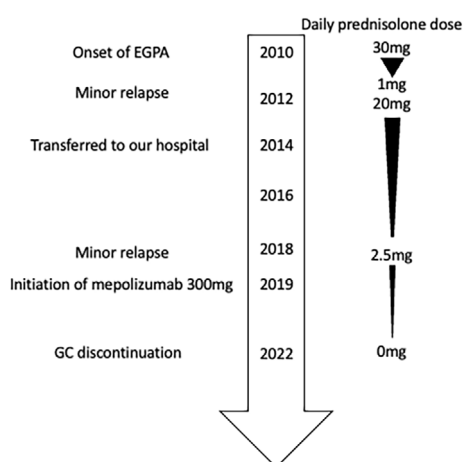 Daily prednisolone dose
Onset of EGPA 2010 30mg
Minor relapse 1mg
2012 20mg
Transferred to our hospital 2014
2016
Minor relapse 2018 2.5mg
Initiation of mepolizumab 300mg 2019
GC discontinuation 2022 0mg